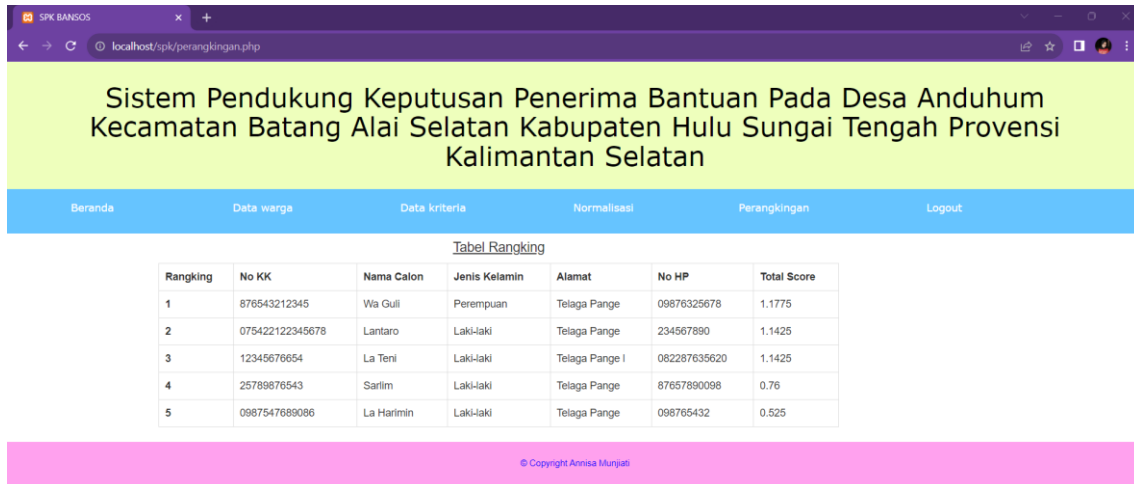 SPK BANSOS
localhost/spk/perangkingan.php
Sistem Pendukung Keputusan Penerima Bantuan Pada Desa Anduhum
Kecamatan Batang Alai Selatan Kabupaten Hulu Sungai Tengah Provensi
Kalimantan Selatan
Beranda Data warga Data kriteria Normalisasi Perangkingan Logout
Tabel Rangking
Rangking No KK Nama Calon Jenis Kelamin Alamat No HP Total Score
1 876543212345 Wa Guli Perempuan Telaga Pange 09876325678 1.1775
2 075422122345678 Lantaro Laki-laki Telaga Pange 234567890 1.1425
3 12345676654 La Teni Laki-laki Telaga Pange I 082287635620 1.1425
4 25789876543 Sarlim Laki-laki Telaga Pange 87657890098 0.76
5 0987547689086 La Harimin Laki-laki Telaga Pange 098765432 0.525
© Copyright Annisa Munjiati